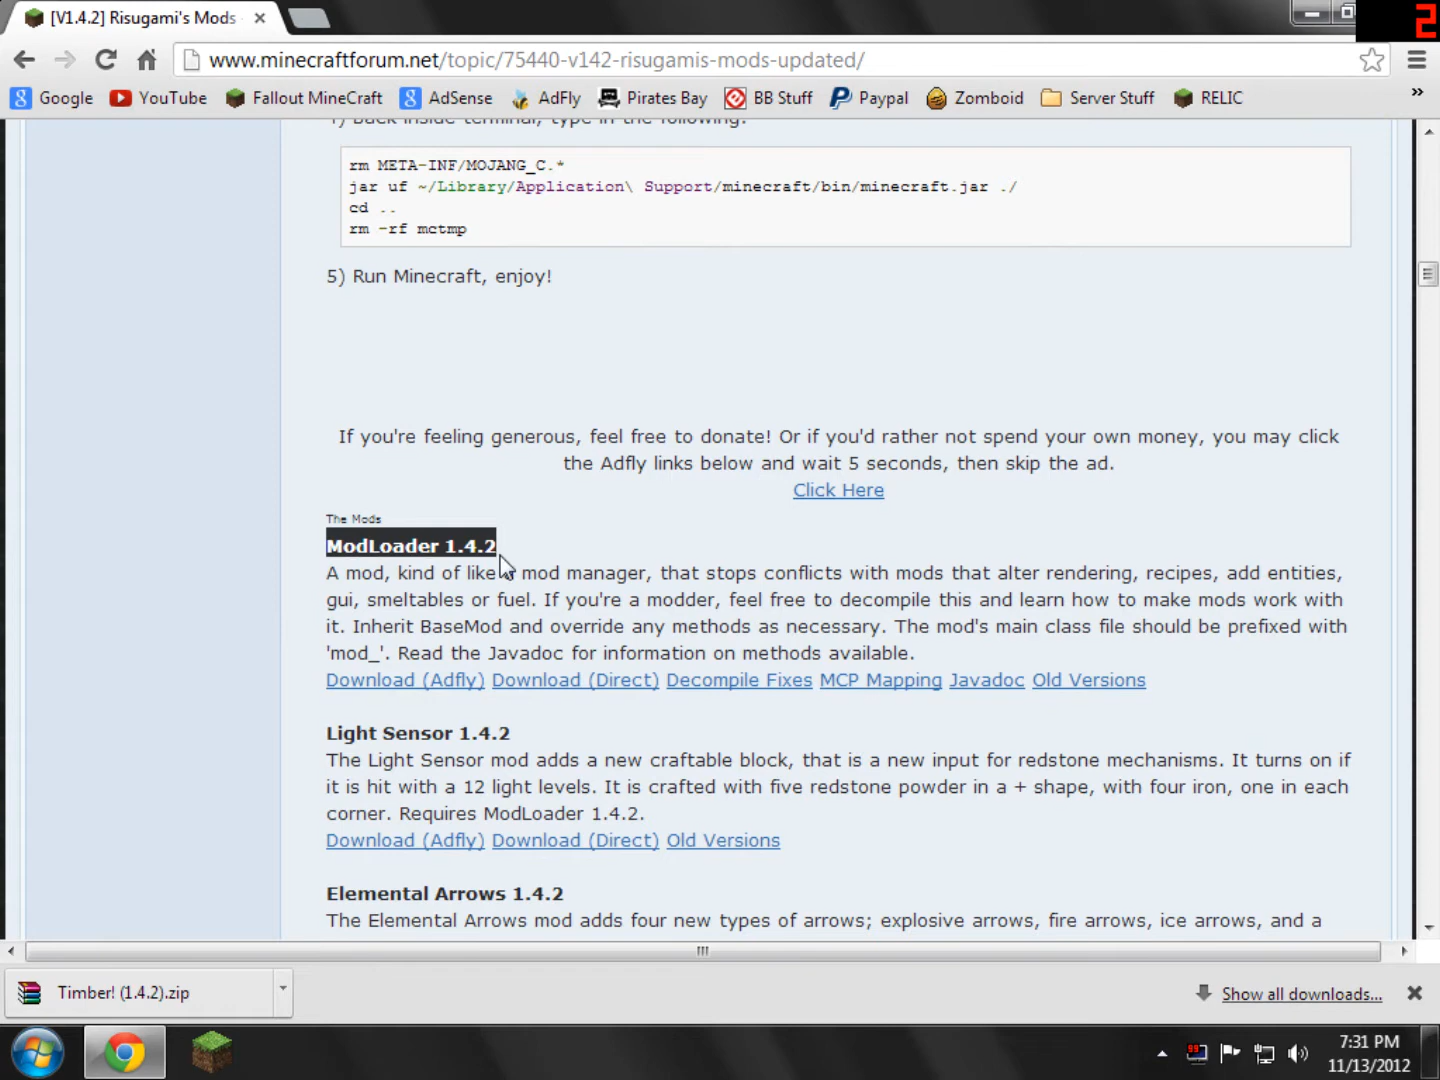 [V1.4.2] Risugami's Mods
2
www.minecraftforum.net/topic/75440-v142-risugamis-mods-updated/
Google YouTube Fallout MineCraft AdSense AdFly Pirates Bay BB Stuff Paypal Zomboid Server Stuff RELIC »
Back inside terminal, type in the following:
rm META-INF/MOJANG_C.*
jar uf ~/Library/Application\ Support/minecraft/bin/minecraft.jar ./
cd ..
rm -rf mctmp
5) Run Minecraft, enjoy!
If you're feeling generous, feel free to donate! Or if you'd rather not spend your own money, you may click
the Adfly links below and wait 5 seconds, then skip the ad.
Click Here
The Mods
ModLoader 1.4.2
A mod, kind of like mod manager, that stops conflicts with mods that alter rendering, recipes, add entities,
gui, smeltables or fuel. If you're a modder, feel free to decompile this and learn how to make mods work with
it. Inherit BaseMod and override any methods as necessary. The mod's main class file should be prefixed with
'mod_'. Read the Javadoc for information on methods available.
Download (Adfly) Download (Direct) Decompile Fixes MCP Mapping Javadoc Old Versions
Light Sensor 1.4.2
The Light Sensor mod adds a new craftable block, that is a new input for redstone mechanisms. It turns on if
it is hit with a 12 light levels. It is crafted with five redstone powder in a + shape, with four iron, one in each
corner. Requires ModLoader 1.4.2.
Download (Adfly) Download (Direct) Old Versions
Elemental Arrows 1.4.2
The Elemental Arrows mod adds four new types of arrows; explosive arrows, fire arrows, ice arrows, and a
Timber! (1.4.2).zip
Show all downloads...
99
7:31 PM
11/13/2012